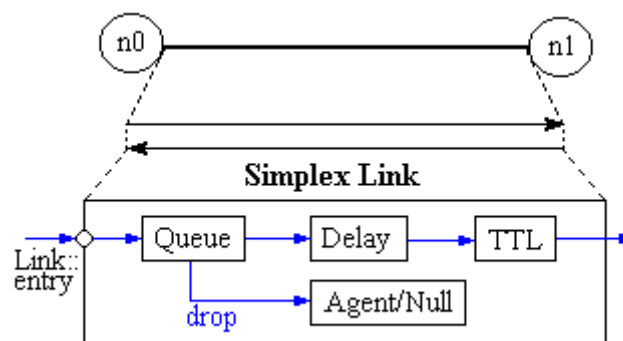 n0 n1
Simplex Link
Queue Delay TTL
Link::
entry
drop Agent/Null